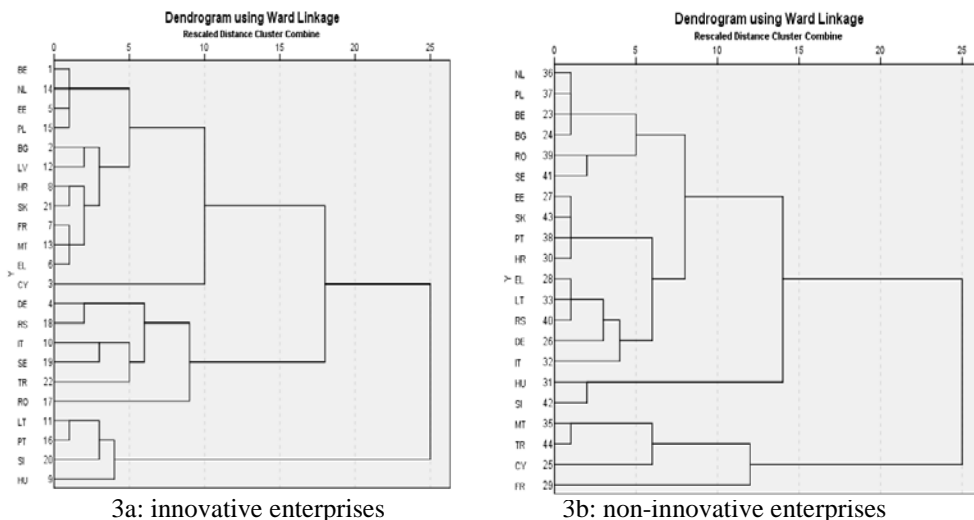 Dendrogram using Ward Linkage
Rescaled Distance Cluster Combine
0 5 10 15 20 25
BE 1
NL 14
EE 5
PL 15
BG 2
LV 12
HR 8
SK 21
FR 7
MT 13
EL 6
Y
CY 3
DE 4
RS 18
IT 10
SE 19
TR 22
RO 17
LT 11
PT 16
SI 20
HU 9
3a: innovative enterprises
Dendrogram using Ward Linkage
Rescaled Distance Cluster Combine
0 5 10 15 20 25
NL 36
PL 37
BE 23
BG 24
RO 39
SE 41
EE 27
SK 43
PT 38
HR 30
Y EL 28
LT 33
RS 40
DE 26
IT 32
HU 31
SI 42
MT 35
TR 44
CY 25
FR 29
3b: non-innovative enterprises